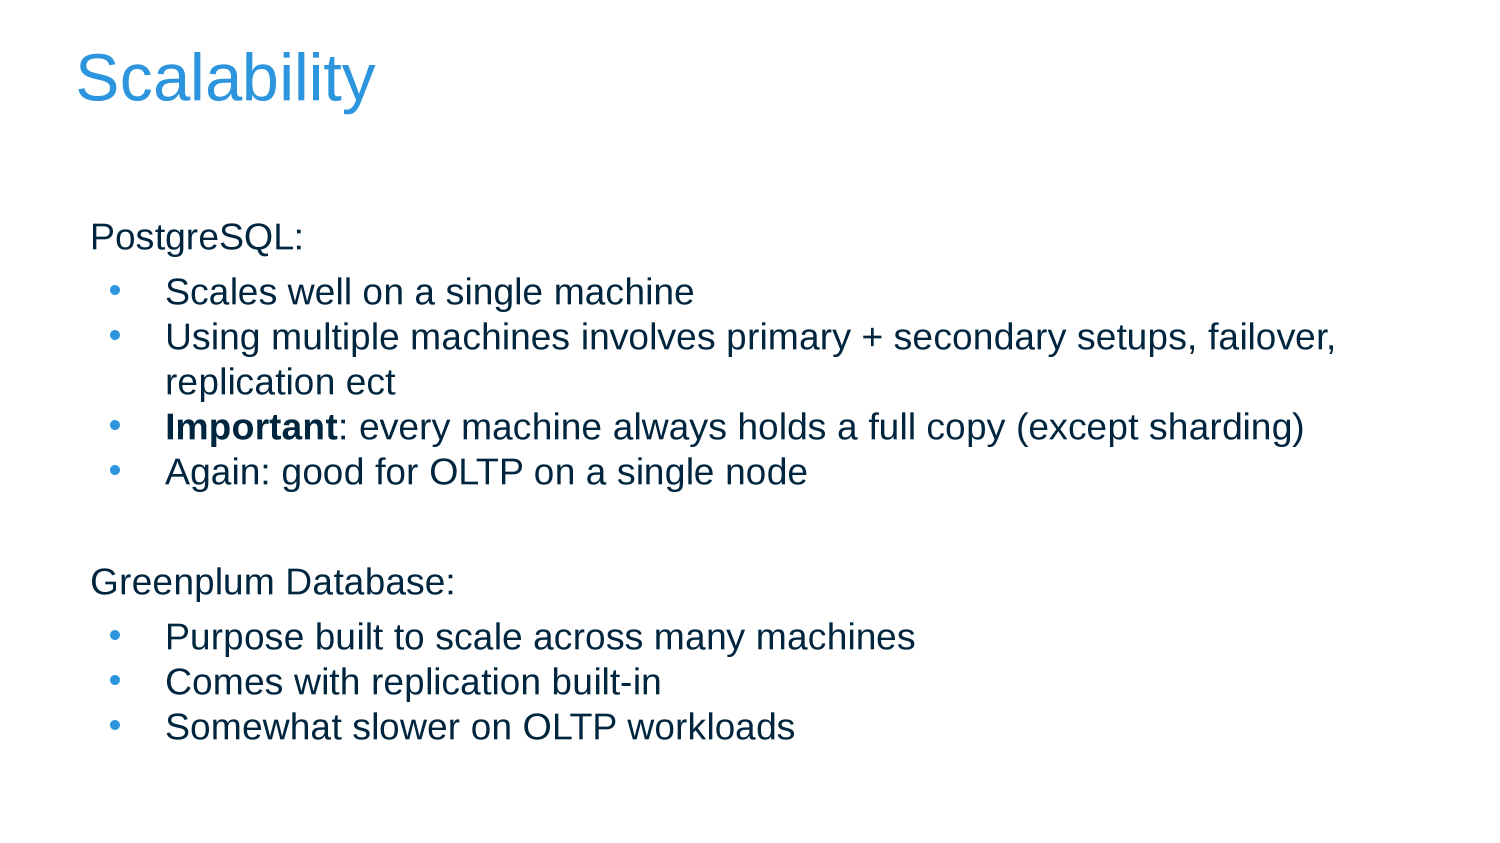 Scalability
PostgreSQL:
• Scales well on a single machine
• Using multiple machines involves primary + secondary setups, failover,
replication ect
• Important: every machine always holds a full copy (except sharding)
• Again: good for OLTP on a single node
Greenplum Database:
• Purpose built to scale across many machines
• Comes with replication built-in
• Somewhat slower on OLTP workloads